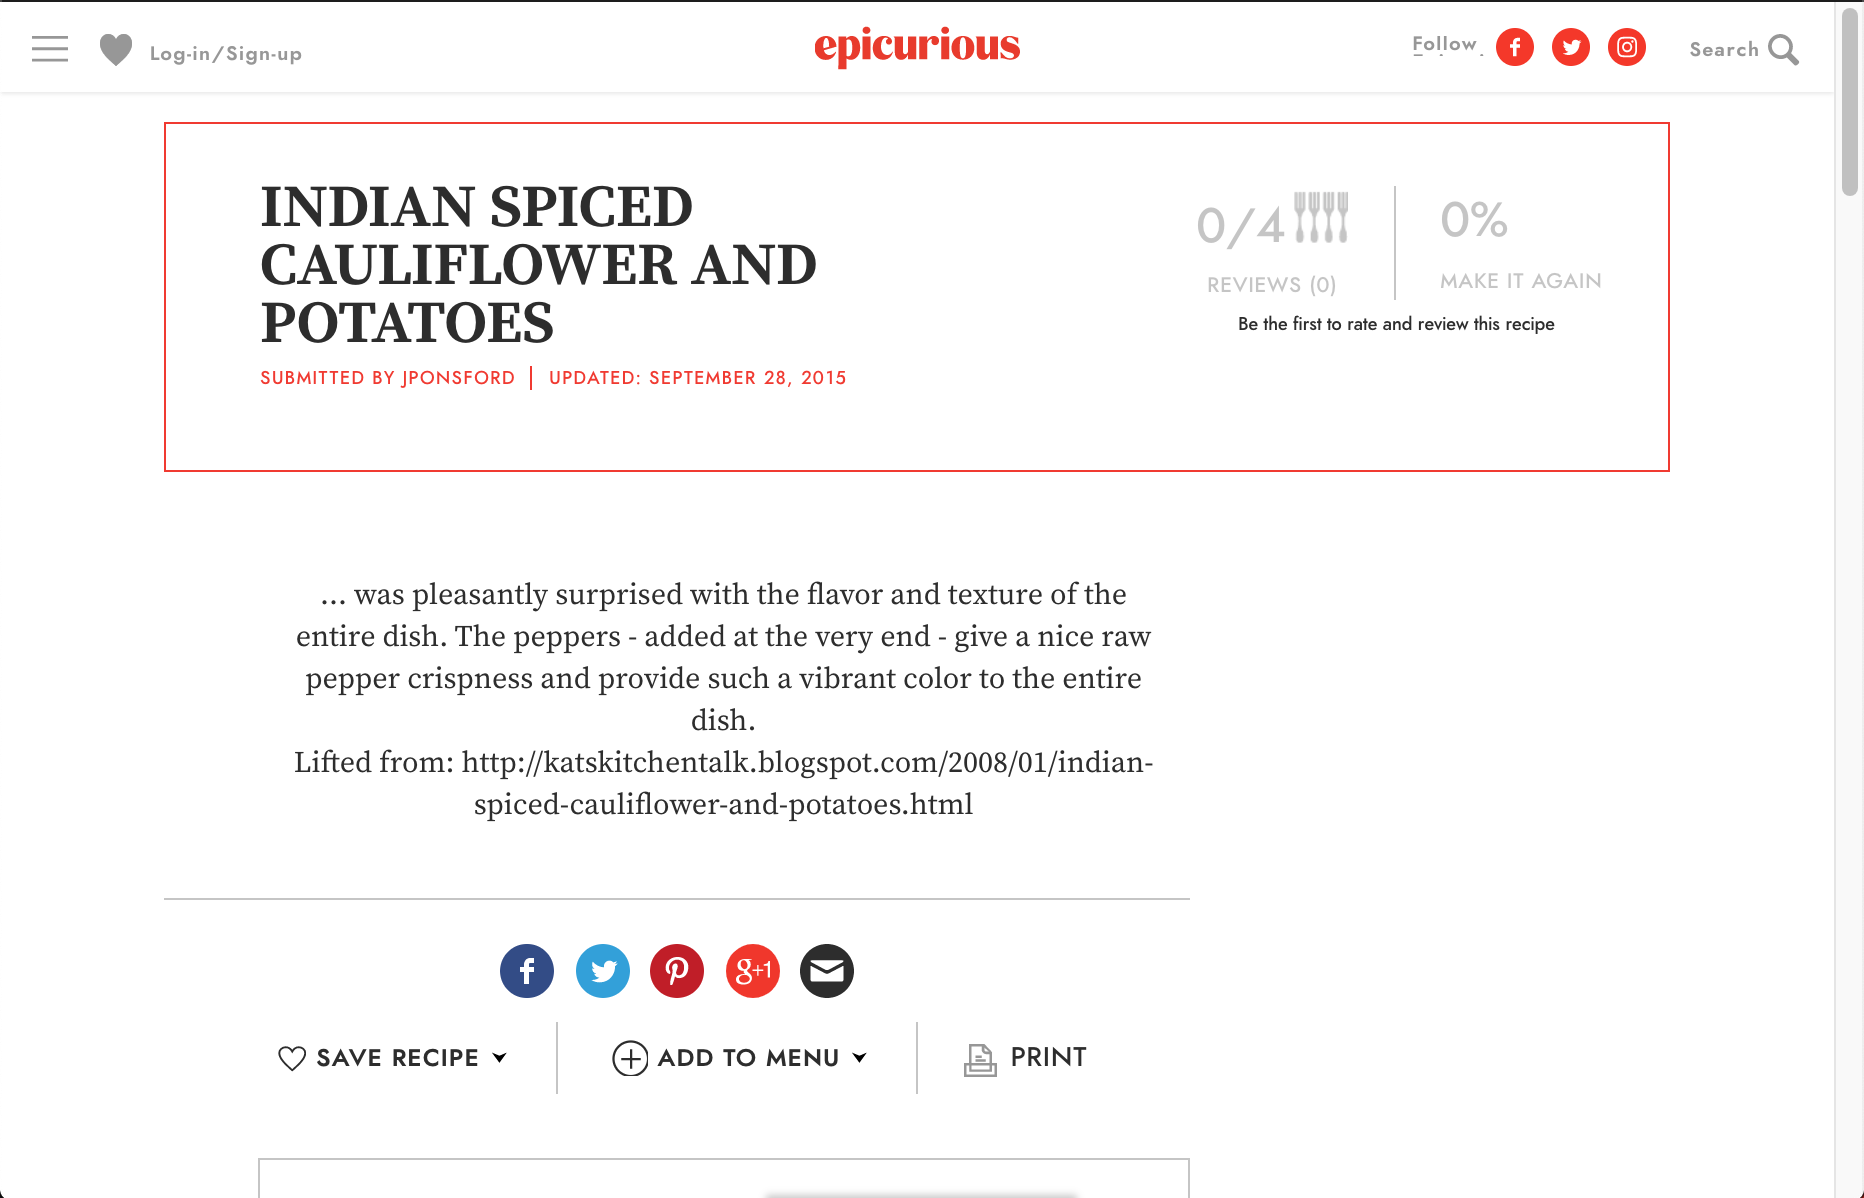 Log-in/Sign-up
epicurious
Follow
Search
INDIAN SPICED
CAULIFLOWER AND
POTATOES
SUBMITTED BY JPONSFORD | UPDATED: SEPTEMBER 28, 2015
0/4
REVIEWS (0)
0%
MAKE IT AGAIN
Be the first to rate and review this recipe
... was pleasantly surprised with the flavor and texture of the
entire dish. The peppers - added at the very end - give a nice raw
pepper crispness and provide such a vibrant color to the entire
dish.
Lifted from: http://katskitchentalk.blogspot.com/2008/01/indian-
spiced-cauliflower-and-potatoes.html
g+1
SAVE RECIPE
ADD TO MENU
PRINT